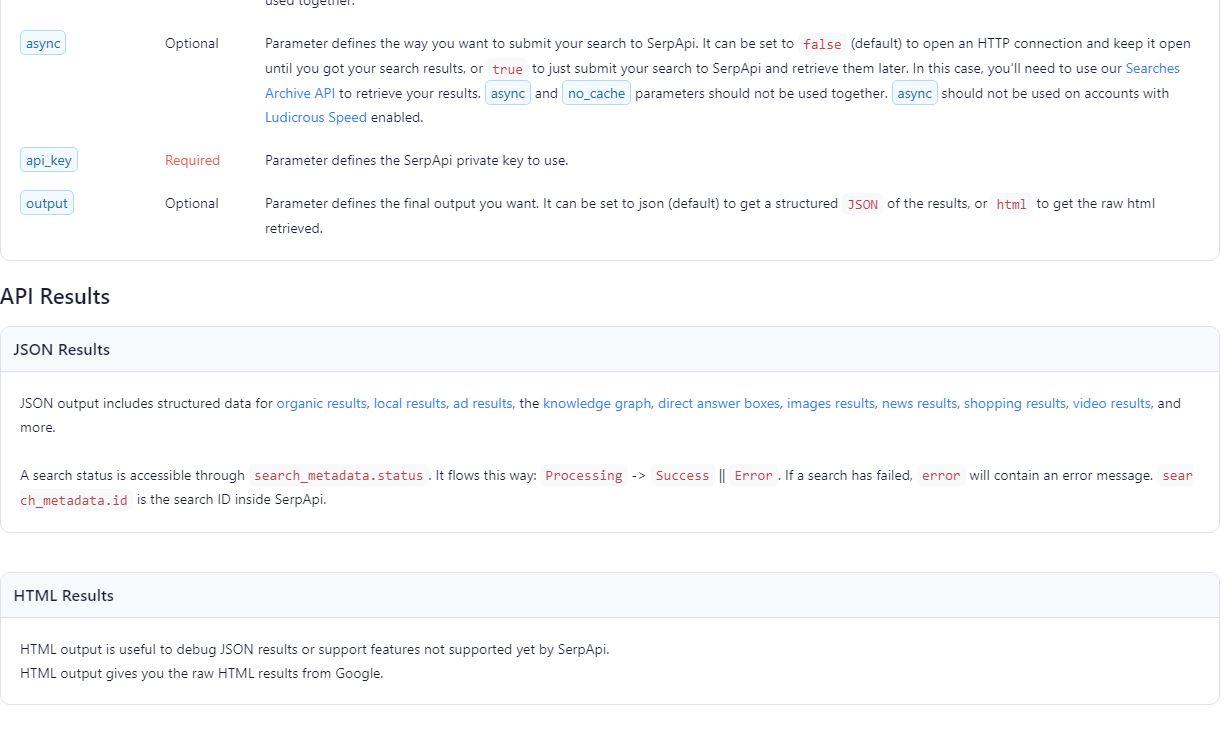 used together.
async Optional Parameter defines the way you want to submit your search to SerpApi. It can be set to false (default) to open an HTTP connection and keep it open
until you got your search results, or true to just submit your search to SerpApi and retrieve them later. In this case, you'll need to use our Searches
Archive API to retrieve your results. async and no_cache parameters should not be used together. async should not be used on accounts with
Ludicrous Speed enabled.
api_key Required Parameter defines the SerpApi private key to use.
output Optional Parameter defines the final output you want. It can be set to json (default) to get a structured JSON of the results, or html to get the raw html
retrieved.
API Results
JSON Results
JSON output includes structured data for organic results, local results, ad results, the knowledge graph, direct answer boxes, images results, news results, shopping results, video results, and
more.
A search status is accessible through search_metadata.status . It flows this way: Processing -> Success || Error . If a search has failed, error will contain an error message. sear
ch_metadata.id is the search ID inside SerpApi.
HTML Results
HTML output is useful to debug JSON results or support features not supported yet by SerpApi.
HTML output gives you the raw HTML results from Google.